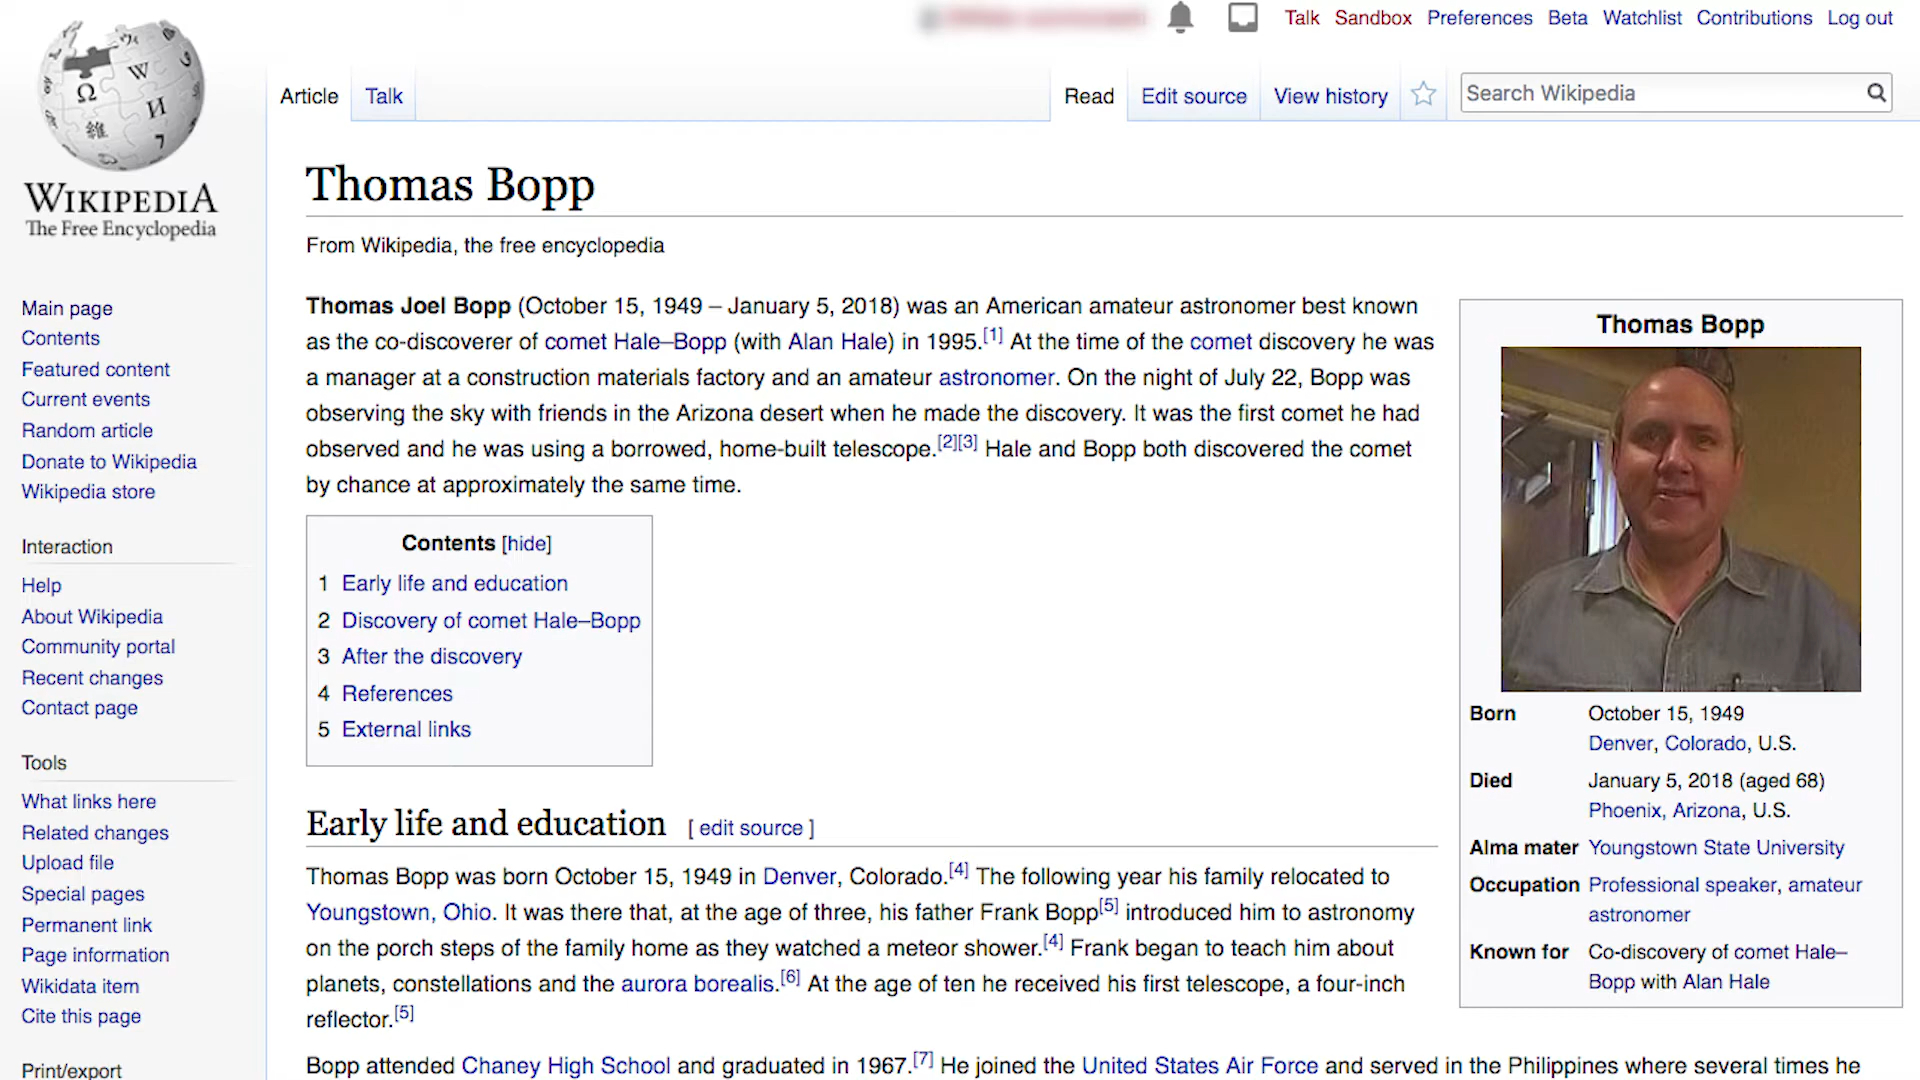 Talk Sandbox Preferences Beta Watchlist Contributions Log out
Article Talk Read Edit source View history Search Wikipedia
WIKIPEDIA
The Free Encyclopedia
Main page
Contents
Featured content
Current events
Random article
Donate to Wikipedia
Wikipedia store
Interaction
Help
About Wikipedia
Community portal
Recent changes
Contact page
Tools
What links here
Related changes
Upload file
Special pages
Permanent link
Page information
Wikidata item
Cite this page
Print/export
Thomas Bopp
From Wikipedia, the free encyclopedia
Thomas Joel Bopp (October 15, 1949 – January 5, 2018) was an American amateur astronomer best known
as the co-discoverer of comet Hale–Bopp (with Alan Hale) in 1995.[1] At the time of the comet discovery he was
a manager at a construction materials factory and an amateur astronomer. On the night of July 22, Bopp was
observing the sky with friends in the Arizona desert when he made the discovery. It was the first comet he had
observed and he was using a borrowed, home-built telescope.[2][3] Hale and Bopp both discovered the comet
by chance at approximately the same time.
Contents [hide]
1 Early life and education
2 Discovery of comet Hale–Bopp
3 After the discovery
4 References
5 External links
Early life and education [ edit source ]
Thomas Bopp was born October 15, 1949 in Denver, Colorado.[4] The following year his family relocated to
Youngstown, Ohio. It was there that, at the age of three, his father Frank Bopp[5] introduced him to astronomy
on the porch steps of the family home as they watched a meteor shower.[4] Frank began to teach him about
planets, constellations and the aurora borealis.[6] At the age of ten he received his first telescope, a four-inch
reflector.[5]
Bopp attended Chaney High School and graduated in 1967.[7] He joined the United States Air Force and served in the Philippines where several times he
Thomas Bopp
Born October 15, 1949
Denver, Colorado, U.S.
Died January 5, 2018 (aged 68)
Phoenix, Arizona, U.S.
Alma mater Youngstown State University
Occupation Professional speaker, amateur
astronomer
Known for Co-discovery of comet Hale–
Bopp with Alan Hale